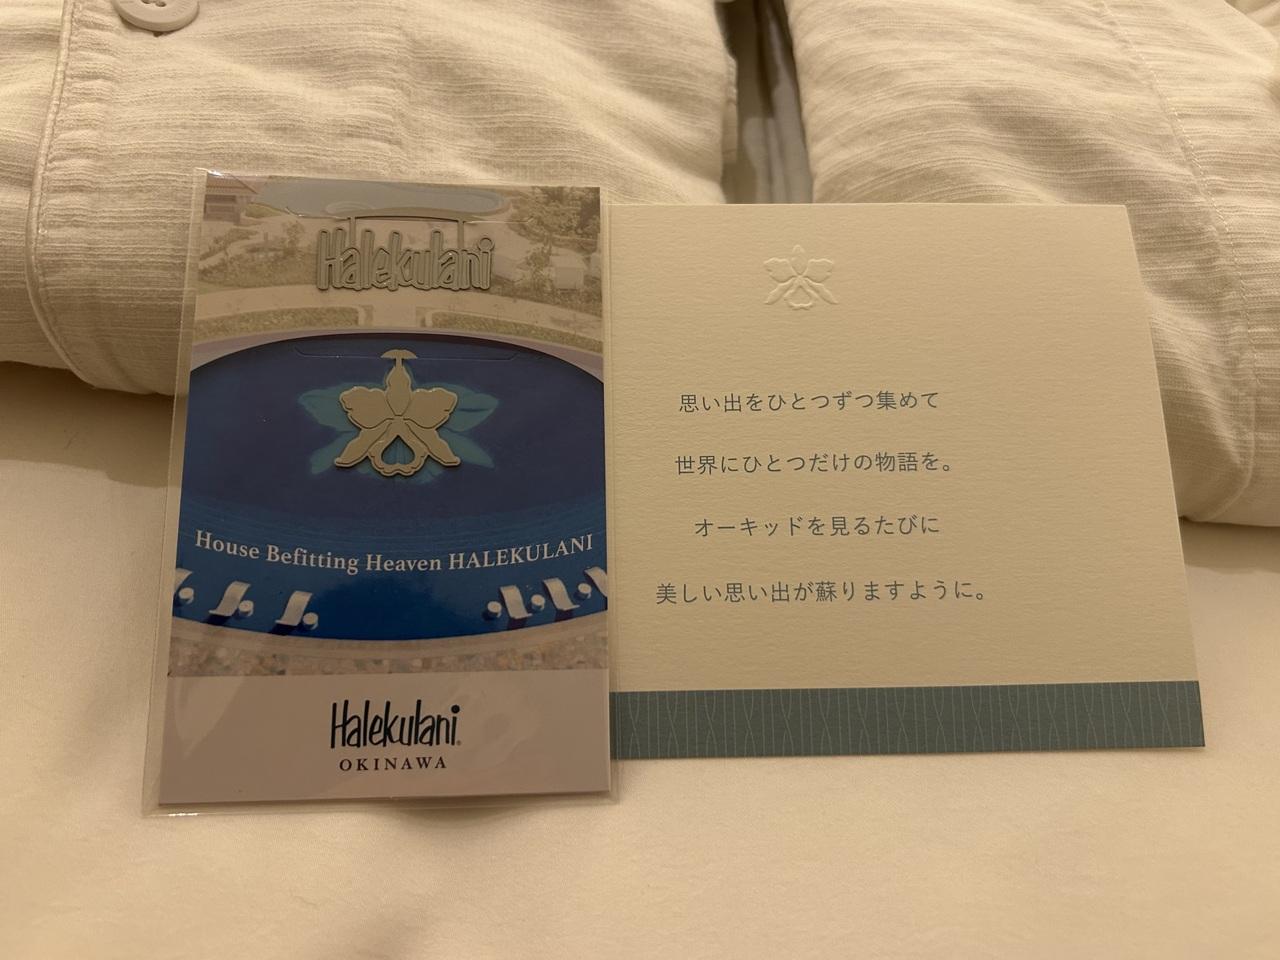 Halekulani
House Befitting Heaven HALEKULANI
Halekulani
OKINAWA
思い出をひとつずつ集めて
世界にひとつだけの物語を。
オーキッドを見るたびに
美しい思い出が蘇りますように。